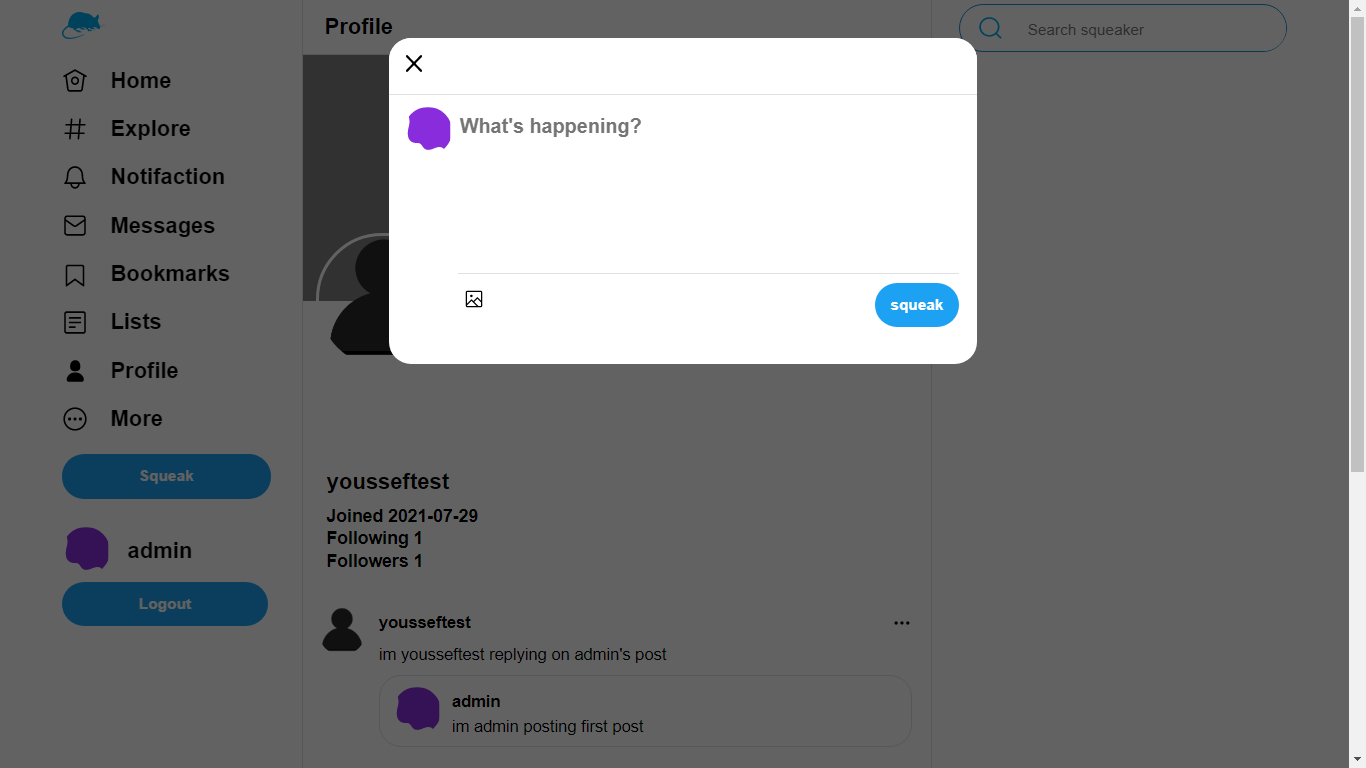 Home
Explore
Notifaction
Messages
Bookmarks
Lists
Profile
More
Squeak
admin
Logout
Profile
What's happening?
squeak
yousseftest
Joined 2021-07-29
Following 1
Followers 1
yousseftest
im yousseftest replying on admin's post
admin
im admin posting first post
Search squeaker